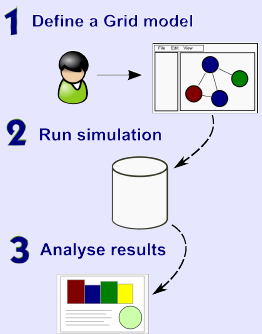 1 Define a Grid model
File Edit View
2 Run simulation
3 Analyse results